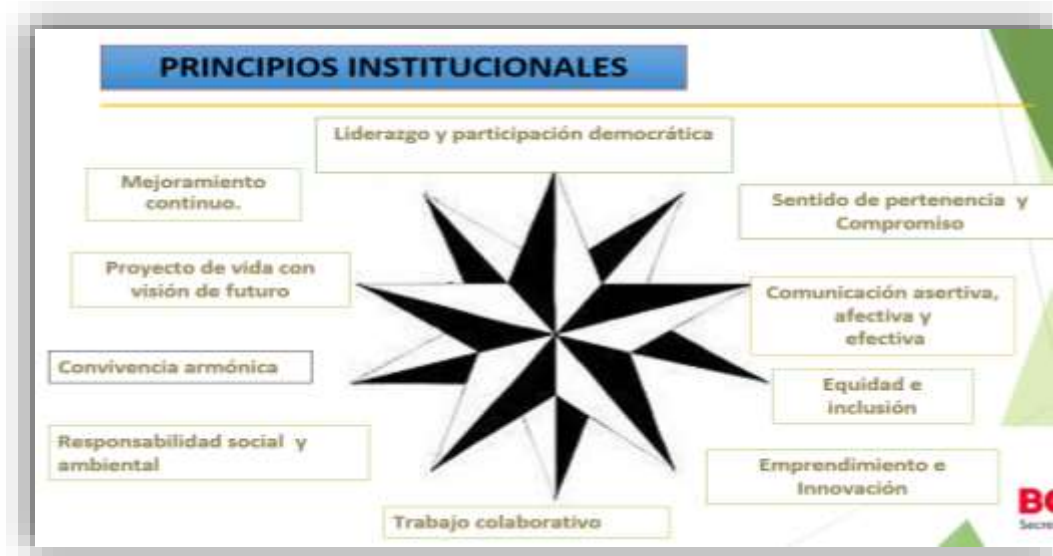 PRINCIPIOS INSTITUCIONALES
Liderazgo y participación democrática
Mejoramiento
continuo.
Sentido de pertenencia y
Compromiso
Proyecto de vida con
visión de futuro
Comunicación asertiva,
afectiva y
efectiva
Convivencia armónica
Equidad e
inclusión
Responsabilidad social y
ambiental
Emprendimiento e
Innovación
Trabajo colaborativo